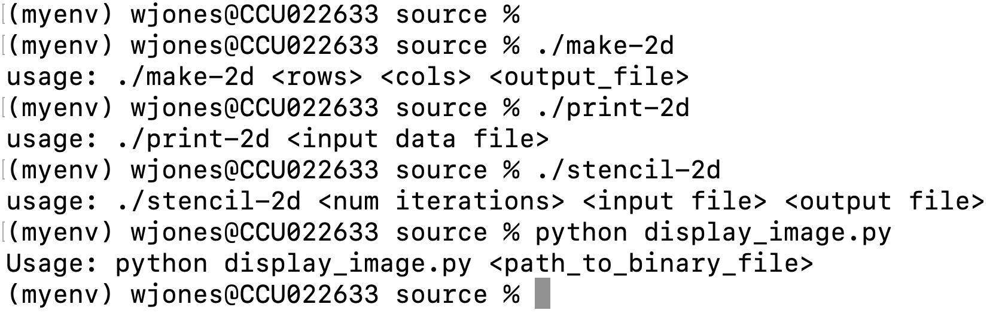 [(myenv) wjones@CCU022633 source %
[(myenv) wjones@CCU022633 source % ./make-2d
usage: ./make-2d <rows> <cols> <output_file>
[(myenv) wjones@CCU022633 source % ./print-2d
usage: ./print-2d <input data file>
[(myenv) wjones@CCU022633 source % ./stencil-2d
usage: ./stencil-2d <num iterations> <input file> <output file>
[(myenv) wjones@CCU022633 source % python display_image.py
Usage: python display_image.py <path_to_binary_file>
(myenv) wjones@CCU022633 source %